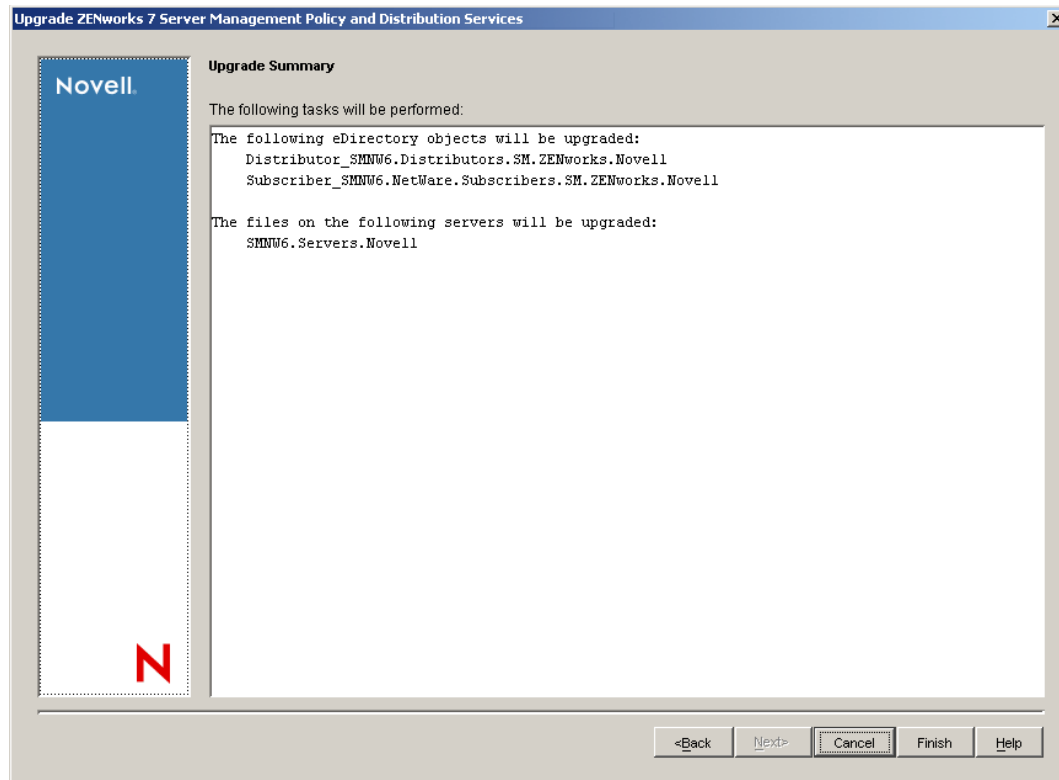 Upgrade ZENworks 7 Server Management Policy and Distribution Services
Novell.
Upgrade Summary
The following tasks will be performed:
The following eDirectory objects will be upgraded:
Distributor_SMNW6.Distributors.SM.ZENworks.Novell
Subscriber_SMNW6.NetWare.Subscribers.SM.ZENworks.Novell
The files on the following servers will be upgraded:
SMNW6.Servers.Novell
N
<Back Next> Cancel Finish Help